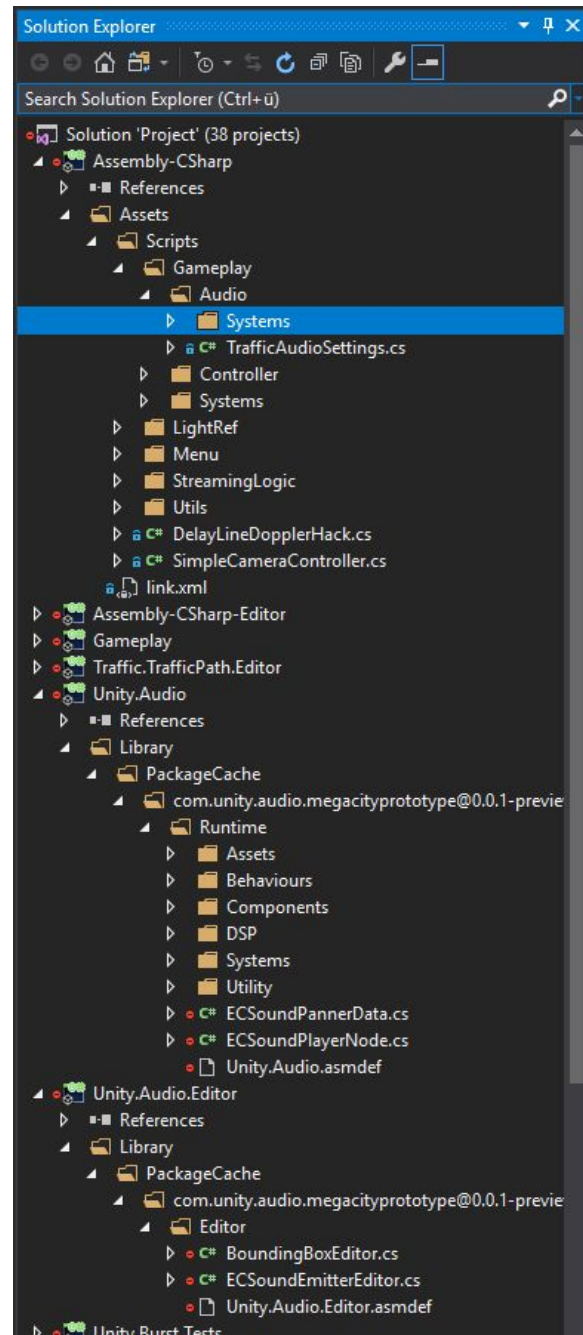 Solution Explorer
Search Solution Explorer (Ctrl+ü)
Solution 'Project' (38 projects)
Assembly-CSharp
References
Assets
Scripts
Gameplay
Audio
Systems
C# TrafficAudioSettings.cs
Controller
Systems
LightRef
Menu
StreamingLogic
Utils
C# DelayLineDopplerHack.cs
C# SimpleCameraController.cs
link.xml
Assembly-CSharp-Editor
Gameplay
Traffic.TrafficPath.Editor
Unity.Audio
References
Library
PackageCache
com.unity.audio.megacityprototype@0.0.1-previe
Runtime
Assets
Behaviours
Components
DSP
Systems
Utility
C# ECSoundPannerData.cs
C# ECSoundPlayerNode.cs
Unity.Audio.asmdef
Unity.Audio.Editor
References
Library
PackageCache
com.unity.audio.megacityprototype@0.0.1-previe
Editor
C# BoundingBoxEditor.cs
C# ECSoundEmitterEditor.cs
Unity.Audio.Editor.asmdef
Unity.Burst.Tests